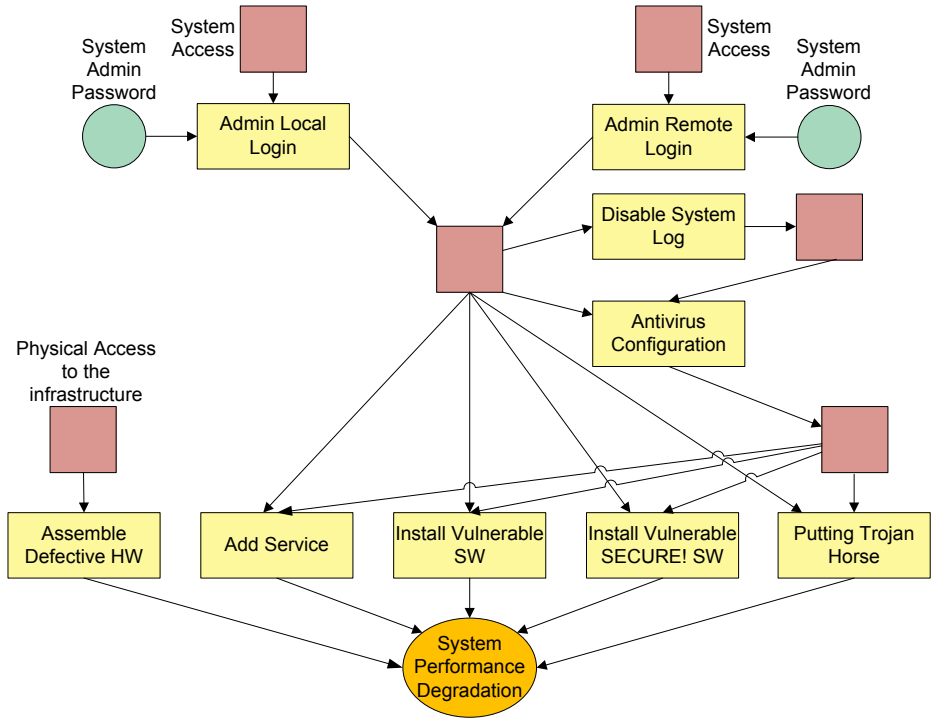 System
Access
System
Access
System
Admin
Password
System
Admin
Password
Admin Local
Login
Admin Remote
Login
Disable System
Log
Antivirus
Configuration
Physical Access
to the
infrastructure
Assemble
Defective HW
Add Service
Install Vulnerable
SW
Install Vulnerable
SECURE! SW
Putting Trojan
Horse
System
Performance
Degradation